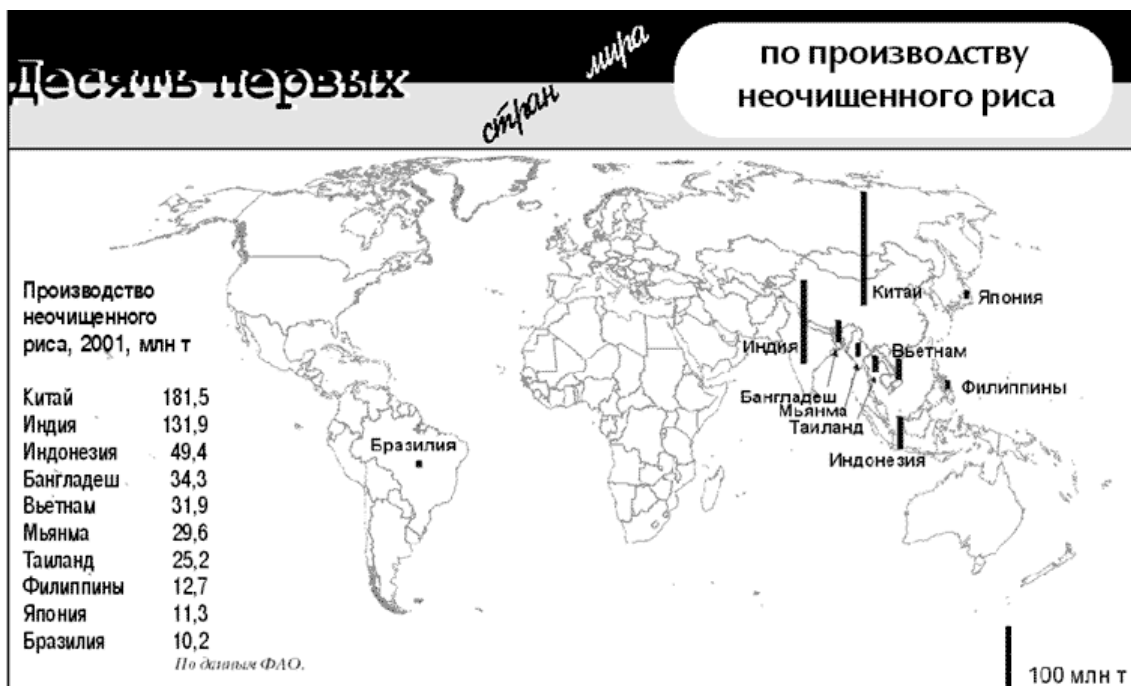 Десять первых
стран
мира
по производству
неочишенного риса
Производство
неочищенного
риса, 2001, млн т
Китай 181,5
Индия 131,9
Индонезия 49,4
Бангладеш 34,3
Вьетнам 31,9
Мьянма 29,6
Таиланд 25,2
Филиппины 12,7
Япония 11,3
Бразилия 10,2
По данным ФАО.
Китай
Япония
Индия
Вьетнам
Бангладеш
Мьянма
Таиланд
Филиппины
Индонезия
Бразилия
100 млн т